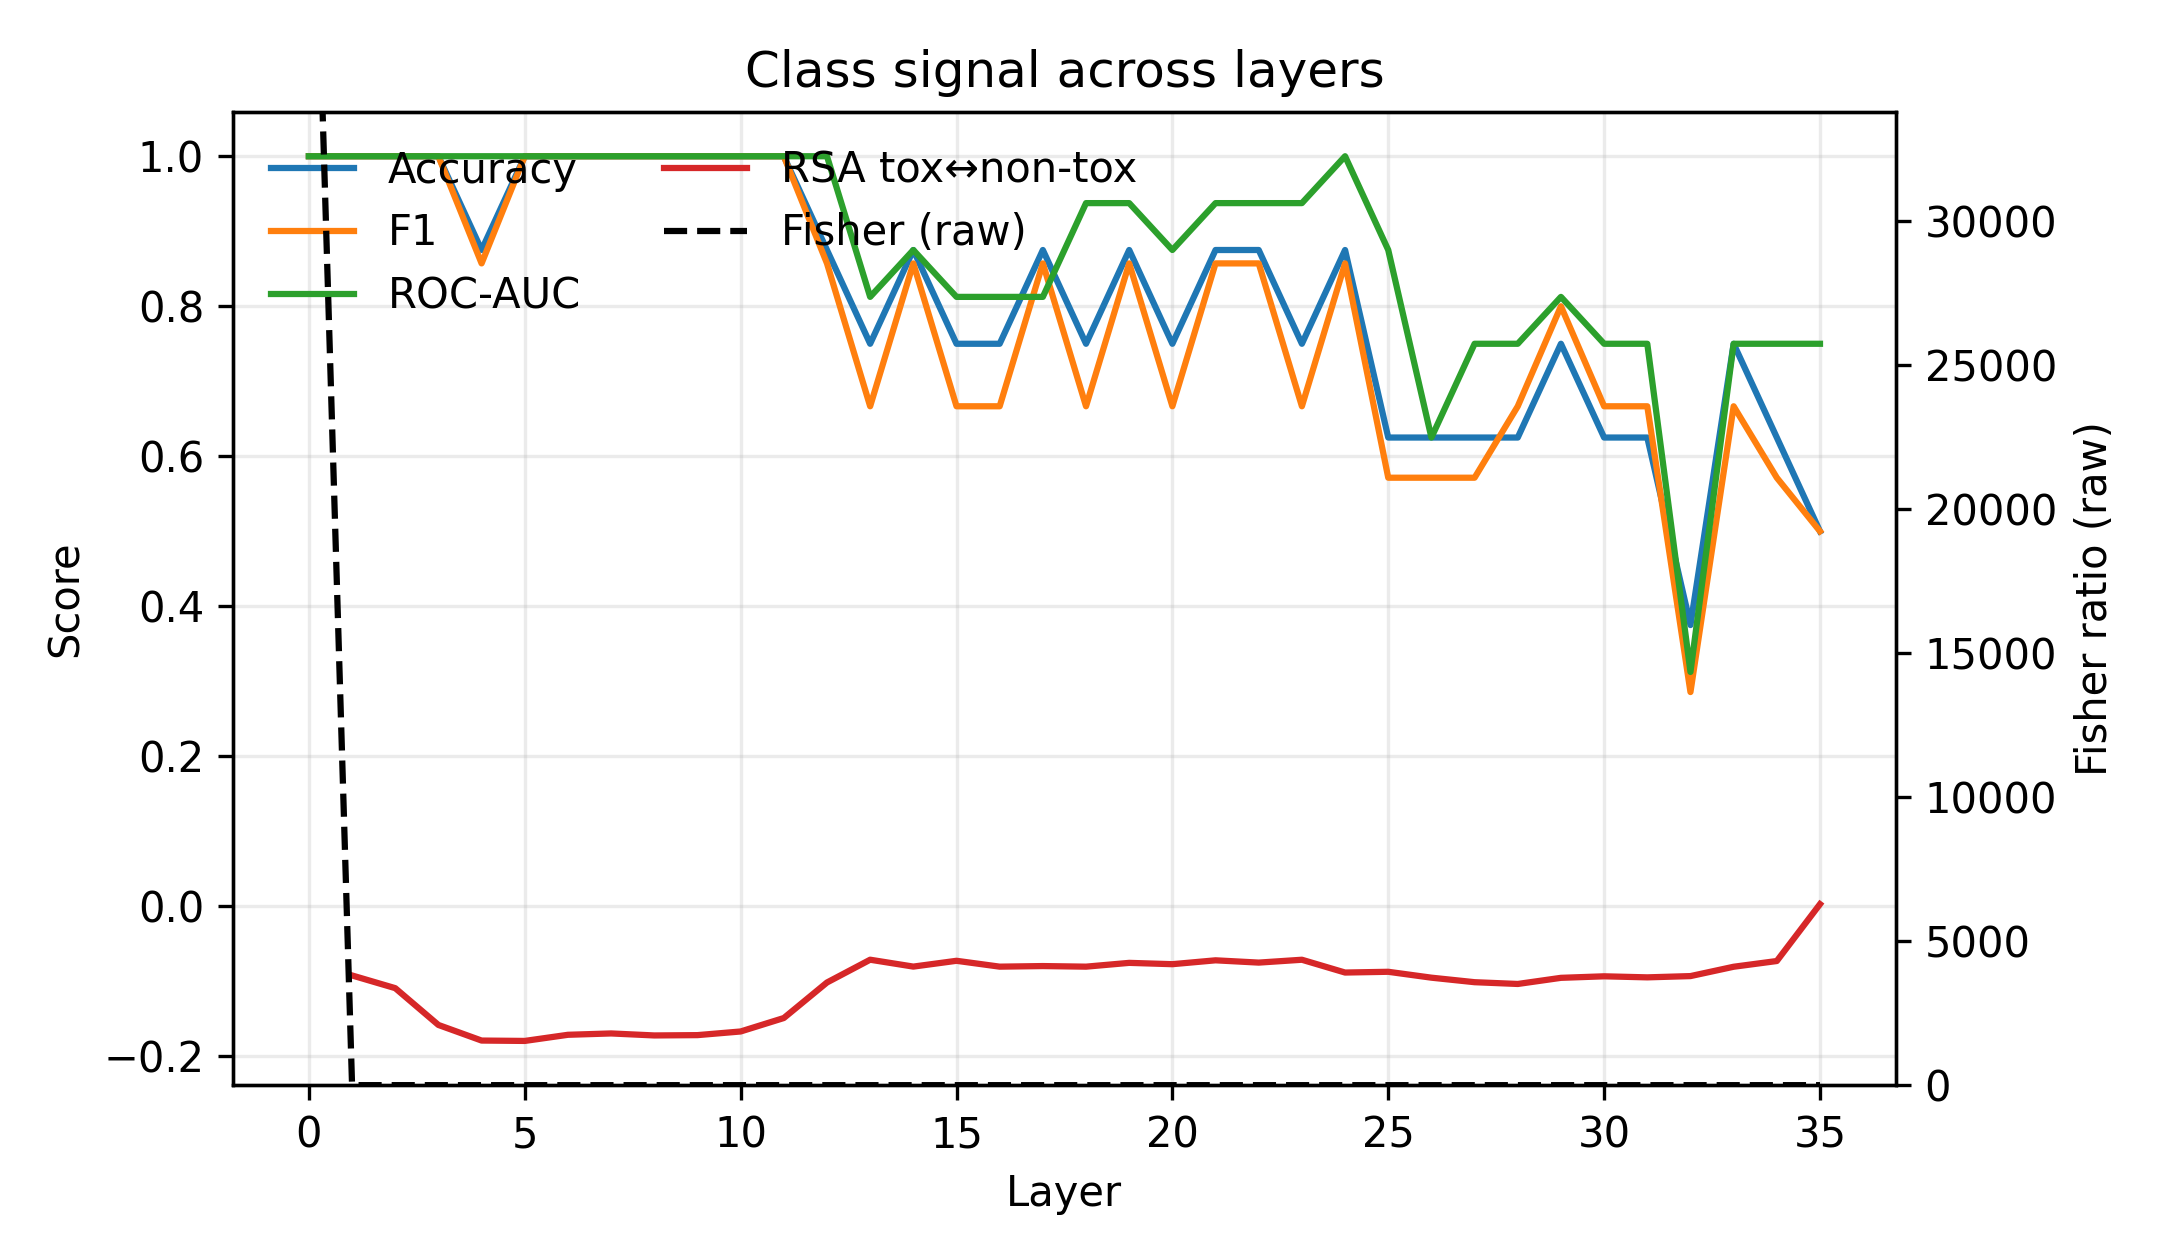 Class signal across layers
Accuracy
F1
ROC-AUC
RSA tox↔non-tox
Fisher (raw)
Score
1.0
0.8
0.6
0.4
0.2
0.0
−0.2
Fisher ratio (raw)
30000
25000
20000
15000
10000
5000
0
0 5 10 15 20 25 30 35
Layer